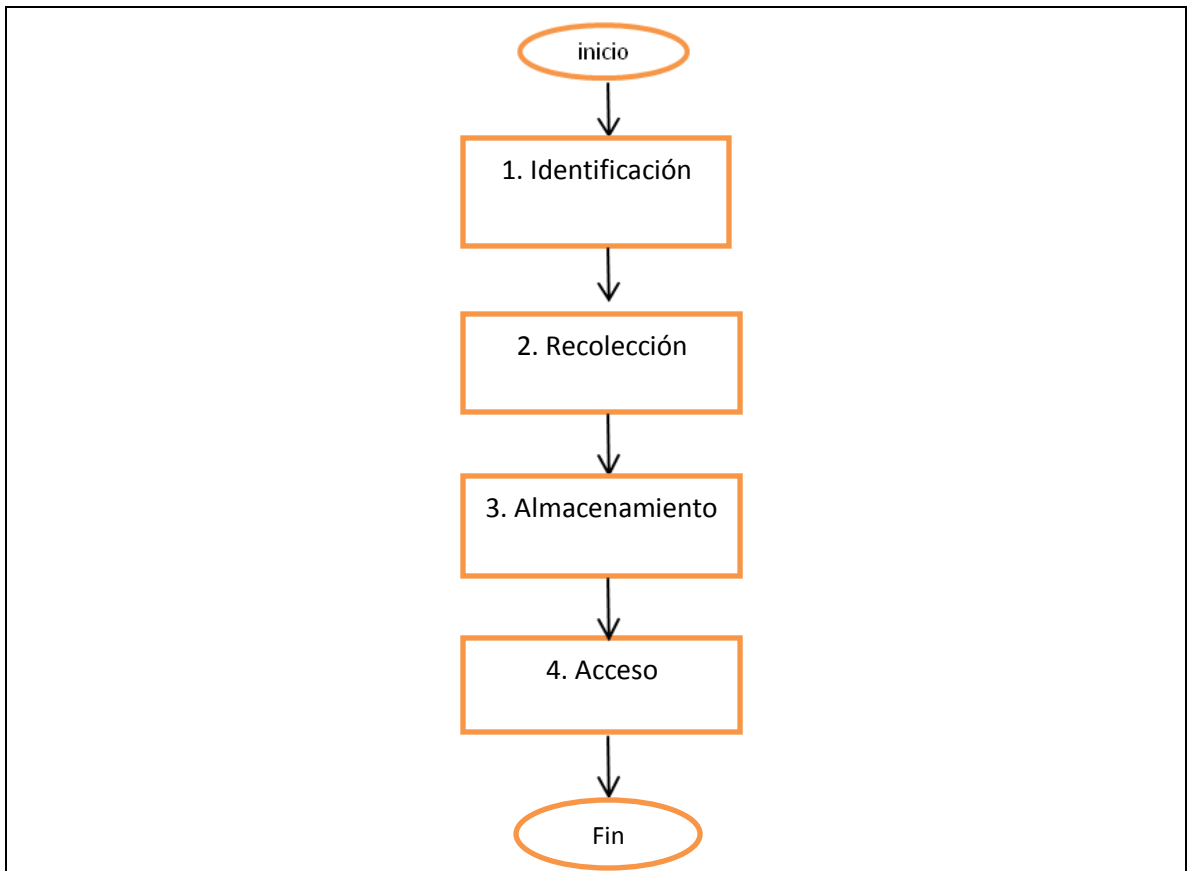 inicio
1. Identificación
2. Recolección
3. Almacenamiento
4. Acceso
Fin